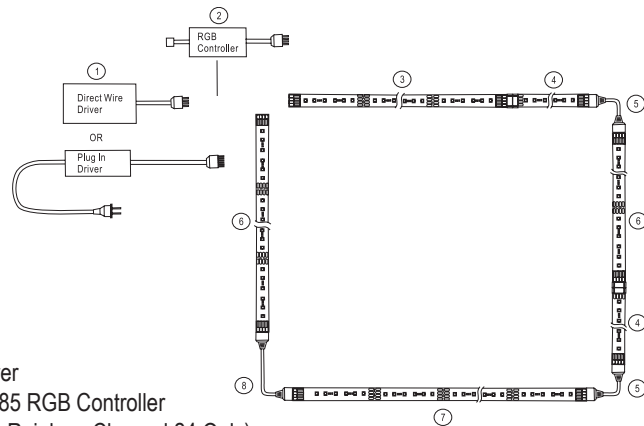 2
RGB
Controller
1
Direct Wire
Driver
OR
Plug In
Driver
3
4
5
6
6
4
5
8
7
85 RGB Controller